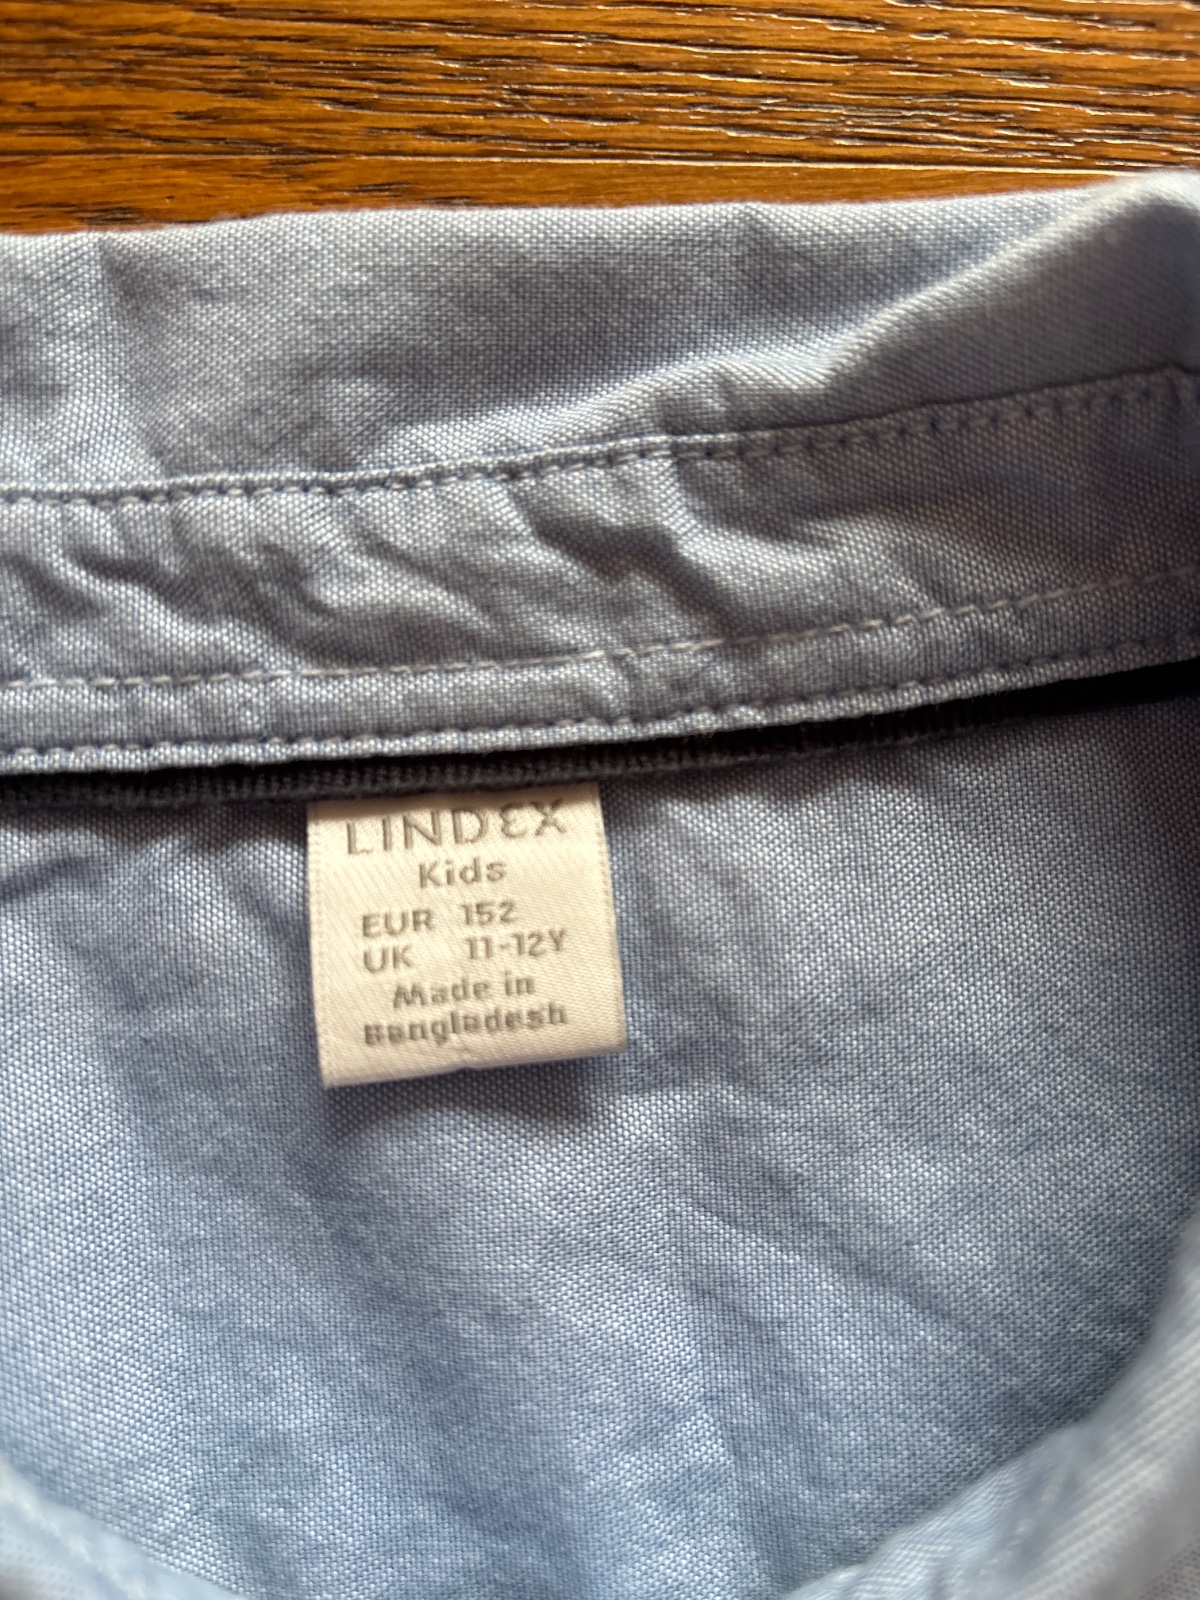 LINDEX
Kids
EUR 152
UK 11-12Y
Made in
Bangladesh